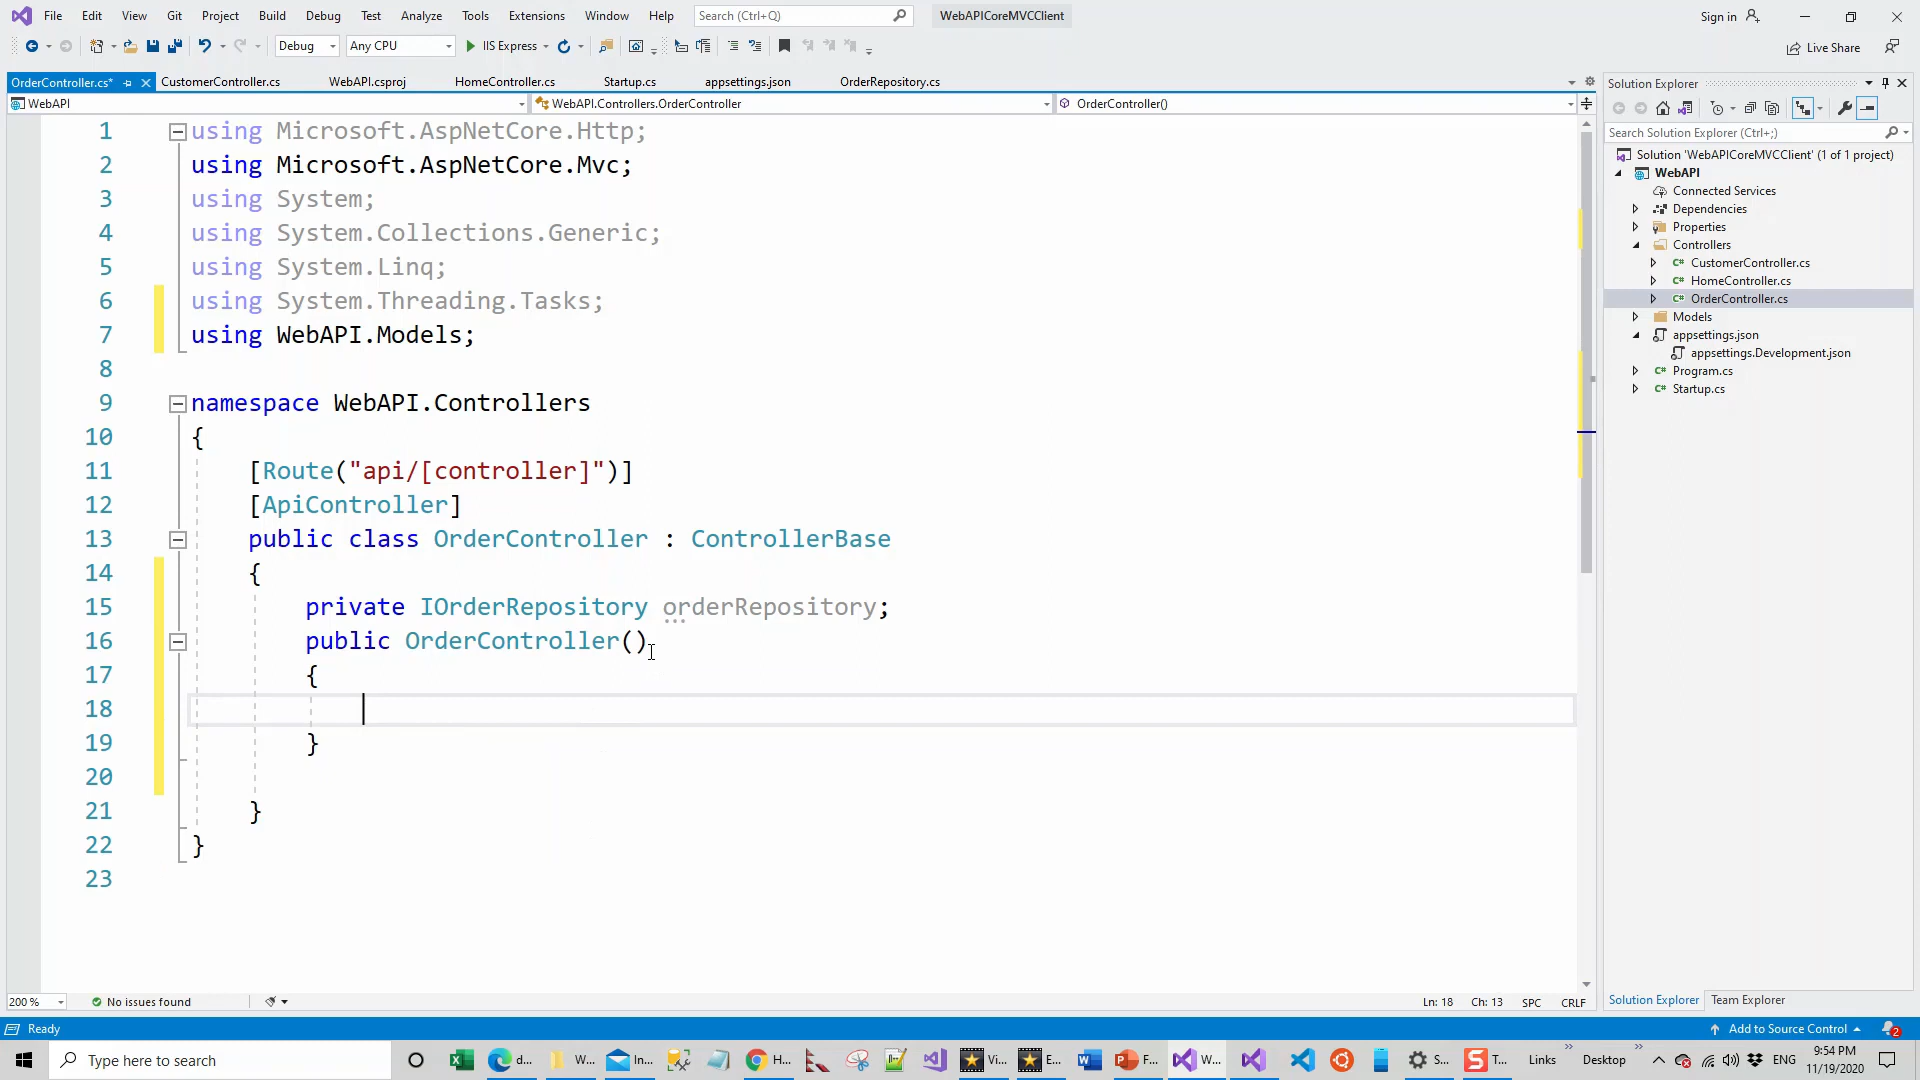 File Edit View Git Project Build Debug Test Analyze Tools Extensions Window Help Search (Ctrl+Q) WebAPICoreMVCClient Sign in
Debug Any CPU IIS Express Live Share
OrderController.cs* CustomerController.cs WebAPI.csproj HomeController.cs Startup.cs appsettings.json OrderRepository.cs
WebAPI WebAPI.Controllers.OrderController OrderController()
1 using Microsoft.AspNetCore.Http;
2 using Microsoft.AspNetCore.Mvc;
3 using System;
4 using System.Collections.Generic;
5 using System.Linq;
6 using System.Threading.Tasks;
7 using WebAPI.Models;
8
9 namespace WebAPI.Controllers
10 {
11 [Route("api/[controller]")]
12 [ApiController]
13 public class OrderController : ControllerBase
14 {
15 private IOrderRepository orderRepository;
16 public OrderController()
17 {
18
19 }
20
21 }
22 }
23
200 % No issues found Ln: 18 Ch: 13 SPC CRLF
Solution Explorer
Search Solution Explorer (Ctrl+;)
Solution 'WebAPICoreMVCClient' (1 of 1 project)
WebAPI
Connected Services
Dependencies
Properties
Controllers
C# CustomerController.cs
C# HomeController.cs
C# OrderController.cs
Models
appsettings.json
appsettings.Development.json
C# Program.cs
C# Startup.cs
Solution Explorer Team Explorer
Ready Add to Source Control 2
Type here to search d... W... In... H... Vi... E... F... W... S... T... Links Desktop ENG 9:54 PM
11/19/2020